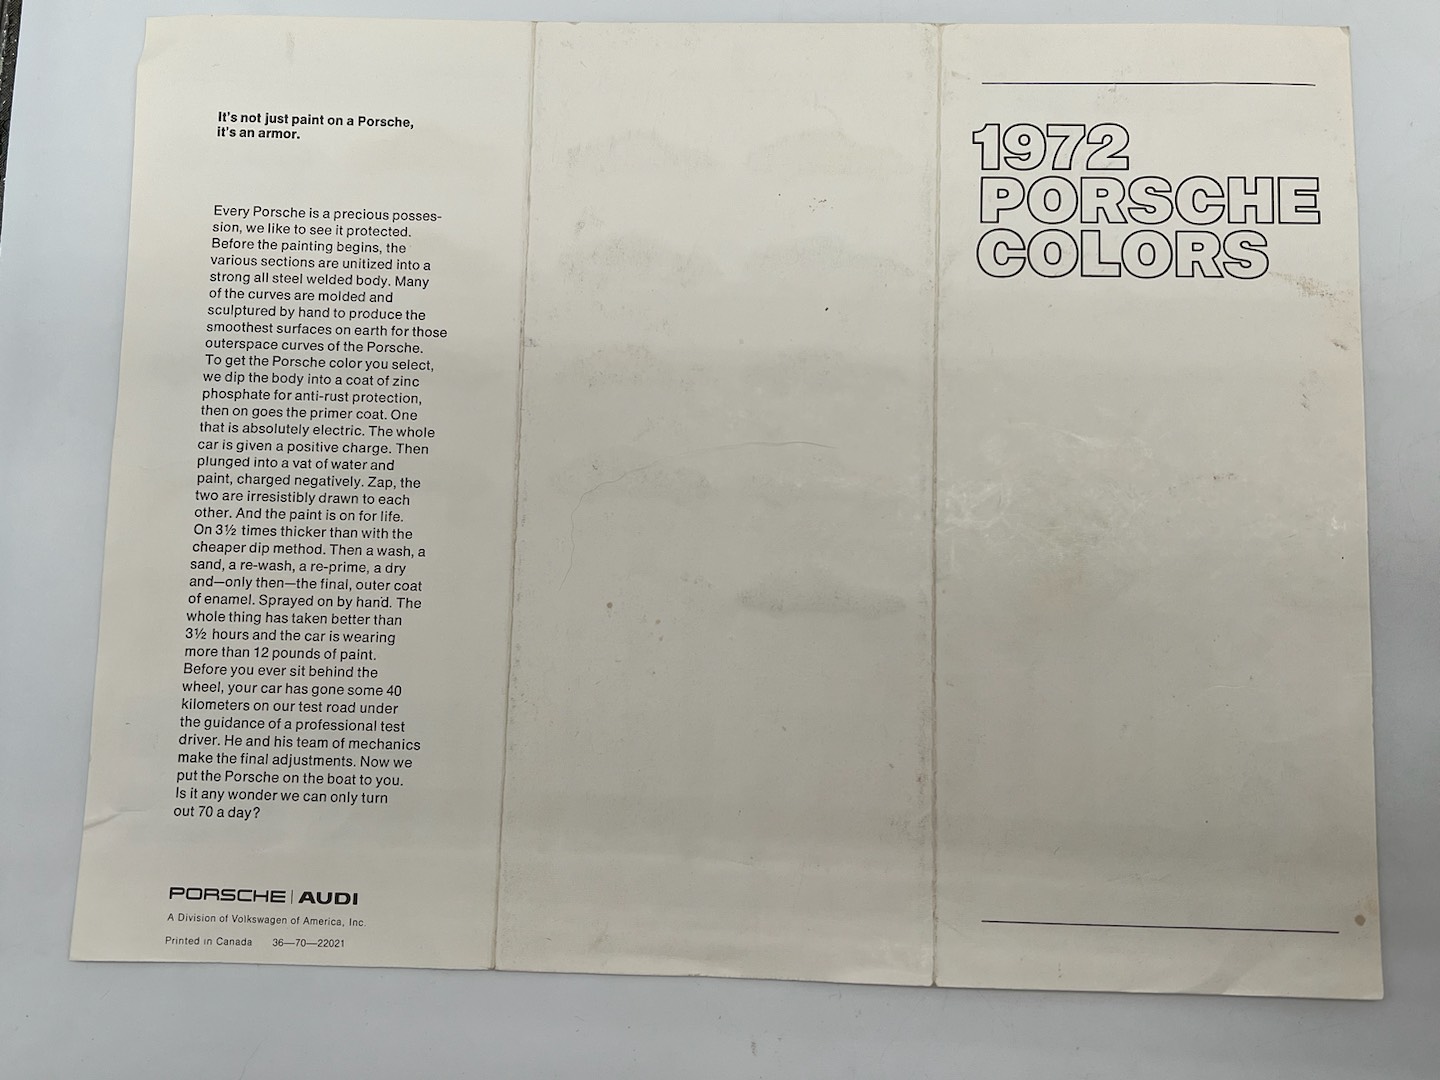 It's not just paint on a Porsche,
it's an armor.
Every Porsche is a precious posses-
sion, we like to see it protected.
Before the painting begins, the
various sections are unitized into a
strong all steel welded body. Many
of the curves are molded and
sculptured by hand to produce the
smoothest surfaces on earth for those
outerspace curves of the Porsche.
To get the Porsche color you select,
we dip the body into a coat of zinc
phosphate for anti-rust protection,
then on goes the primer coat. One
that is absolutely electric. The whole
car is given a positive charge. Then
plunged into a vat of water and
paint, charged negatively. Zap, the
two are irresistibly drawn to each
other. And the paint is on for life.
On 3½ times thicker than with the
cheaper dip method. Then a wash, a
sand, a re-wash, a re-prime, a dry
and—only then—the final, outer coat
of enamel. Sprayed on by hand. The
whole thing has taken better than
3½ hours and the car is wearing
more than 12 pounds of paint.
Before you ever sit behind the
wheel, your car has gone some 40
kilometers on our test road under
the guidance of a professional test
driver. He and his team of mechanics
make the final adjustments. Now we
put the Porsche on the boat to you.
Is it any wonder we can only turn
out 70 a day?
PORSCHE | AUDI
A Division of Volkswagen of America, Inc.
Printed in Canada 36—70—22021
1972
PORSCHE
COLORS